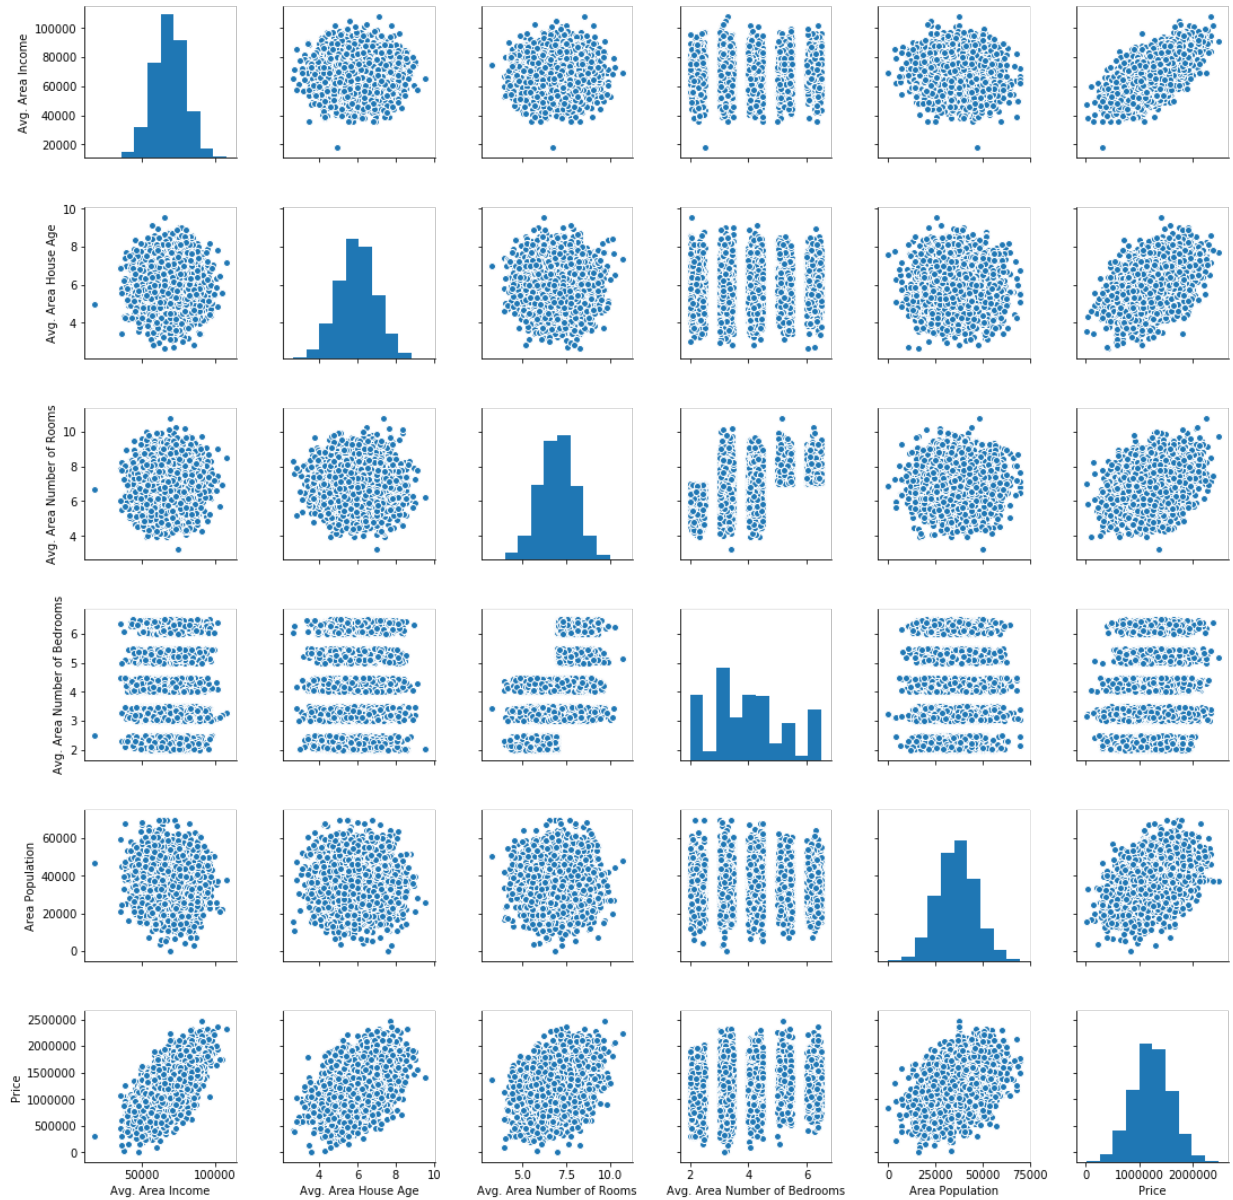 100000
80000
60000
40000
20000
Avg. Area Income
10
8
6
4
Avg. Area House Age
10
8
6
4
Avg. Area Number of Rooms
6
5
4
3
2
Avg. Area Number of Bedrooms
60000
40000
20000
0
Area Population
2500000
2000000
1500000
1000000
500000
0
Price
50000 100000
Avg. Area Income
4 6 8 10
Avg. Area House Age
5.0 7.5 10.0
Avg. Area Number of Rooms
2 4 6
Avg. Area Number of Bedrooms
0 25000 50000 75000
Area Population
0 1000000 2000000
Price